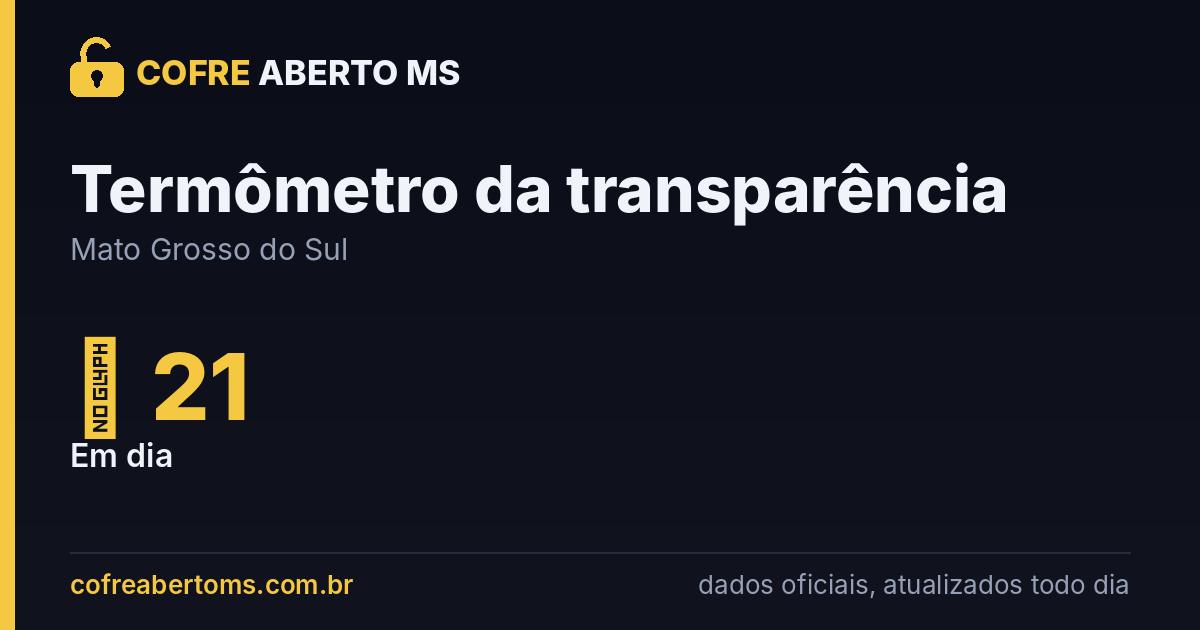 COFRE ABERTO MS
Termômetro da transparência
Mato Grosso do Sul
NO GLYPH 21
Em dia
cofreabertoms.com.br
dados oficiais, atualizados todo dia